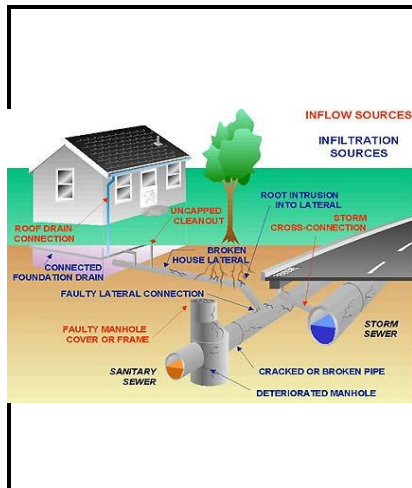 INFLOW SOURCES
INFILTRATION
SOURCES
ROOF DRAIN
CONNECTION
UNCAPPED
CLEANOUT
ROOT INTRUSION
INTO LATERAL
STORM
CROSS-CONNECTION
BROKEN
HOUSE LATERAL
CONNECTED
FOUNDATION DRAIN
FAULTY LATERAL CONNECTION
FAULTY MANHOLE
COVER OR FRAME
STORM
SEWER
SANITARY
SEWER
CRACKED OR BROKEN PIPE
DETERIORATED MANHOLE